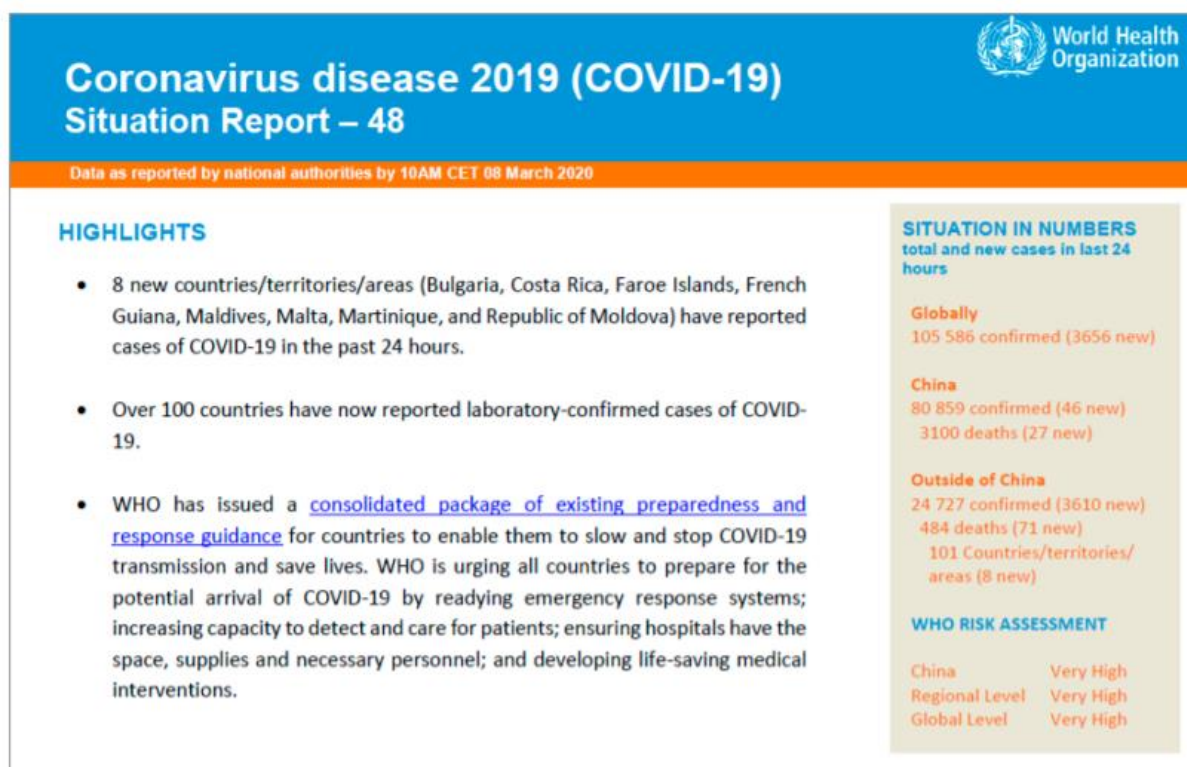 World Health
Organization
Coronavirus disease 2019 (COVID-19)
Situation Report – 48
Data as reported by national authorities by 10AM CET 08 March 2020
HIGHLIGHTS
• 8 new countries/territories/areas (Bulgaria, Costa Rica, Faroe Islands, French
Guiana, Maldives, Malta, Martinique, and Republic of Moldova) have reported
cases of COVID-19 in the past 24 hours.
• Over 100 countries have now reported laboratory-confirmed cases of COVID-
19.
• WHO has issued a consolidated package of existing preparedness and
response guidance for countries to enable them to slow and stop COVID-19
transmission and save lives. WHO is urging all countries to prepare for the
potential arrival of COVID-19 by readying emergency response systems;
increasing capacity to detect and care for patients; ensuring hospitals have the
space, supplies and necessary personnel; and developing life-saving medical
interventions.
SITUATION IN NUMBERS
total and new cases in last 24
hours
Globally
105 586 confirmed (3656 new)
China
80 859 confirmed (46 new)
3100 deaths (27 new)
Outside of China
24 727 confirmed (3610 new)
484 deaths (71 new)
101 Countries/territories/
areas (8 new)
WHO RISK ASSESSMENT
China Very High
Regional Level Very High
Global Level Very High